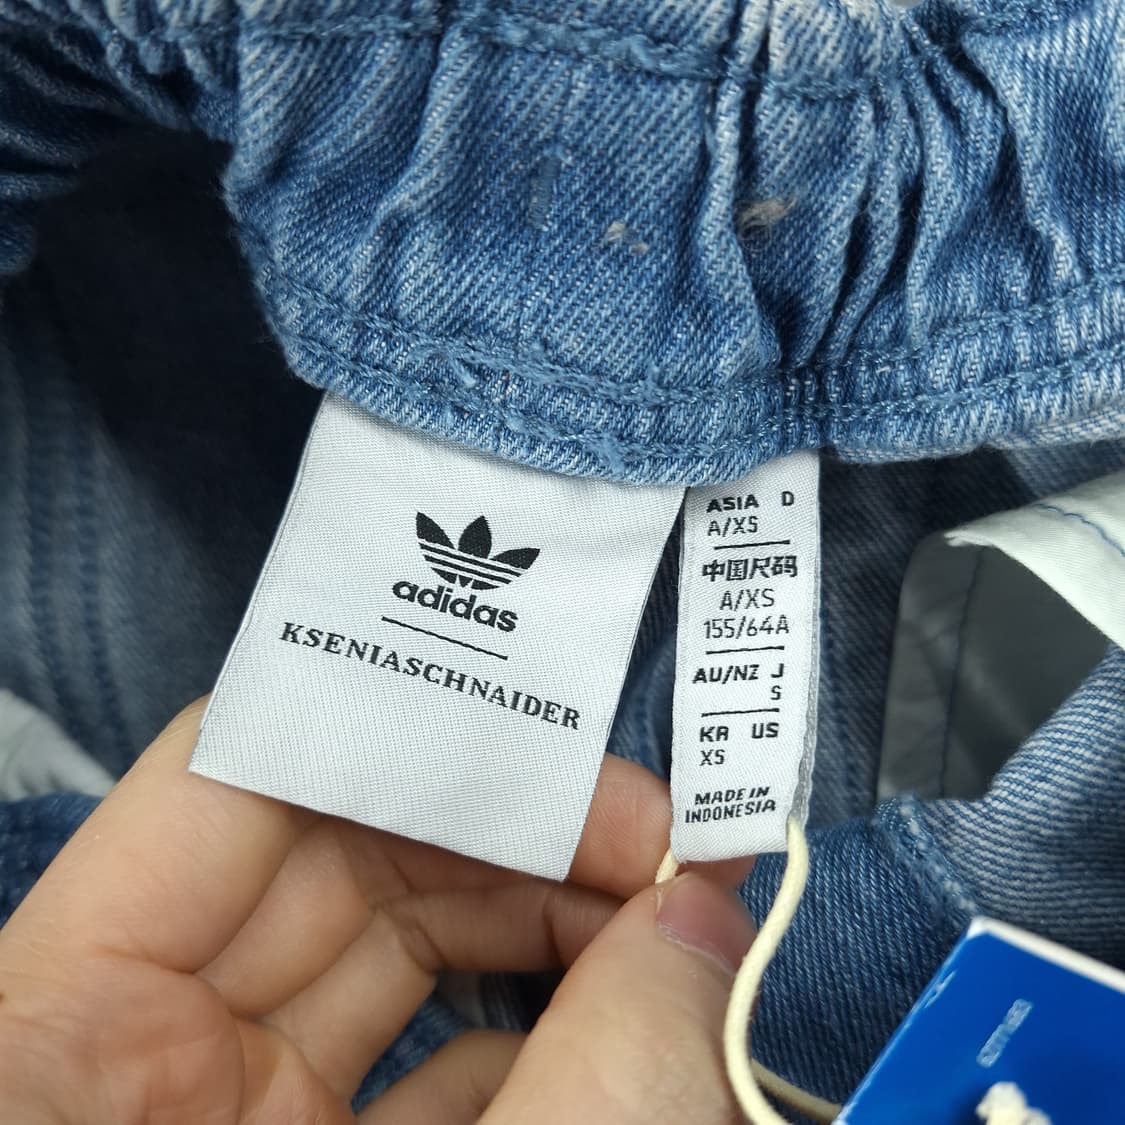 adidas
KSENIASCHNAIDER
ASIA D
A/XS
中国尺码
A/XS
155/64A
AU/NZ J
S
KR US
XS
MADE IN
INDONESIA